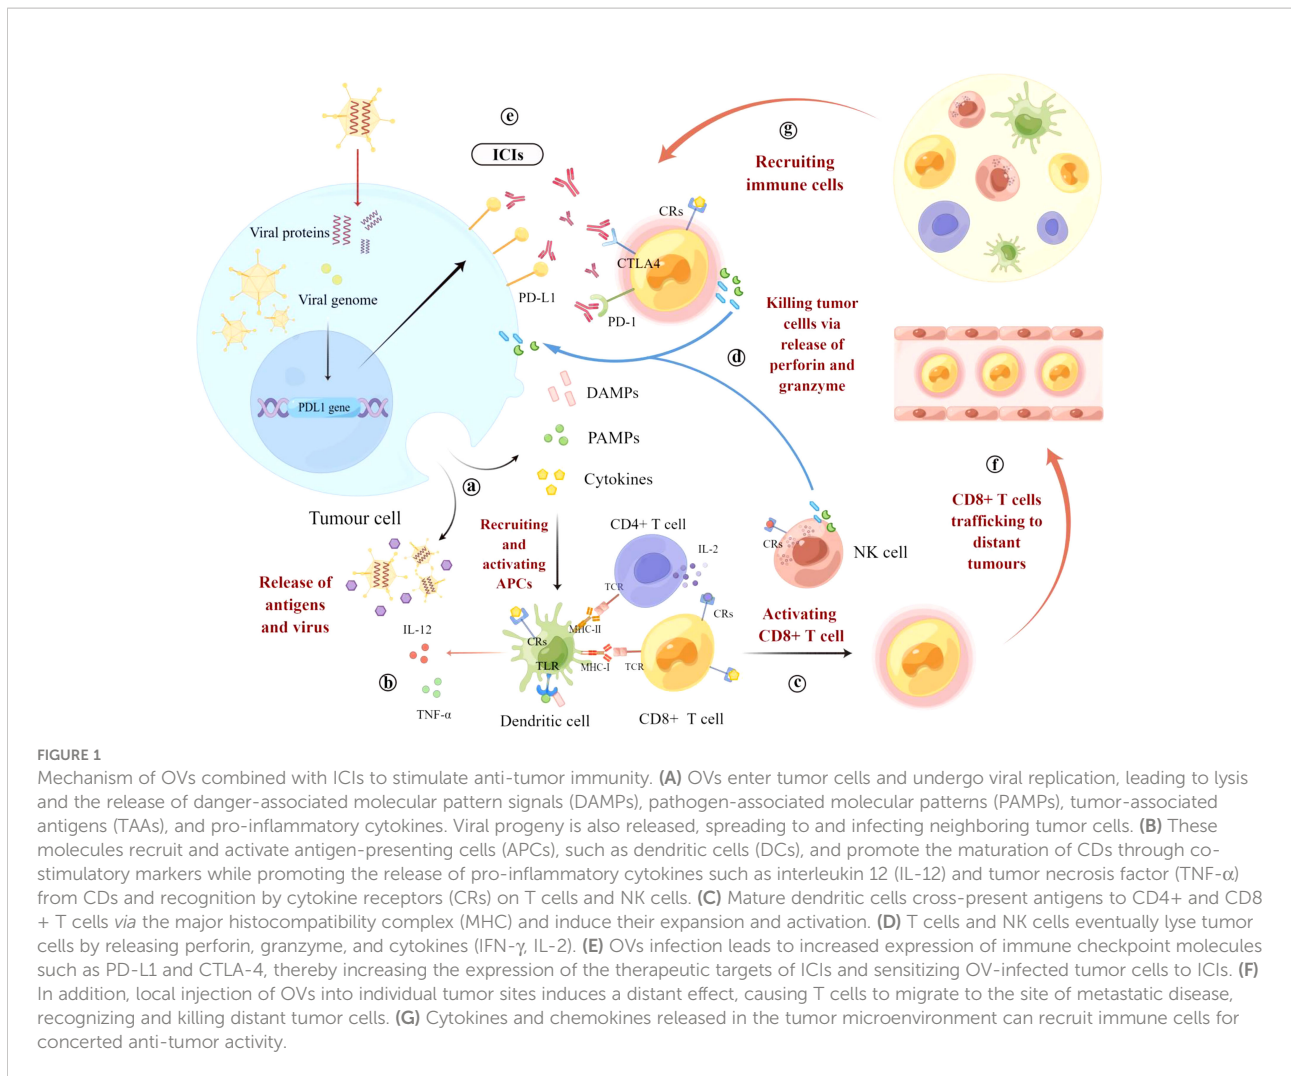 ⓔ
ICIs
ⓖ
Recruiting
immune cells
CRs
Viral proteins
CTLA4
Viral genome
PD-L1
PD-1
Killing tumor
cellls via
release of
perforin and
granzyme
ⓓ
PDL1 gene
DAMPs
PAMPs
Cytokines
ⓐ
Tumour cell
ⓕ
CD8+ T cells
trafficking to
distant
tumours
Recruiting
and
activating
APCs
CD4+ T cell
IL-2
CRs
NK cell
TCR
Release of
antigens
and virus
IL-12
CRs
MHC-II
CRs
Activating
CD8+ T cell
TLR
MHC-I
TCR
ⓑ
ⓒ
TNF-α
Dendritic cell
CD8+ T cell
FIGURE 1
Mechanism of OVs combined with ICIs to stimulate anti-tumor immunity. (A) OVs enter tumor cells and undergo viral replication, leading to lysis
and the release of danger-associated molecular pattern signals (DAMPs), pathogen-associated molecular patterns (PAMPs), tumor-associated
antigens (TAAs), and pro-inflammatory cytokines. Viral progeny is also released, spreading to and infecting neighboring tumor cells. (B) These
molecules recruit and activate antigen-presenting cells (APCs), such as dendritic cells (DCs), and promote the maturation of CDs through co-
stimulatory markers while promoting the release of pro-inflammatory cytokines such as interleukin 12 (IL-12) and tumor necrosis factor (TNF-α)
from CDs and recognition by cytokine receptors (CRs) on T cells and NK cells. (C) Mature dendritic cells cross-present antigens to CD4+ and CD8
+ T cells via the major histocompatibility complex (MHC) and induce their expansion and activation. (D) T cells and NK cells eventually lyse tumor
cells by releasing perforin, granzyme, and cytokines (IFN-γ, IL-2). (E) OVs infection leads to increased expression of immune checkpoint molecules
such as PD-L1 and CTLA-4, thereby increasing the expression of the therapeutic targets of ICIs and sensitizing OV-infected tumor cells to ICIs. (F)
In addition, local injection of OVs into individual tumor sites induces a distant effect, causing T cells to migrate to the site of metastatic disease,
recognizing and killing distant tumor cells. (G) Cytokines and chemokines released in the tumor microenvironment can recruit immune cells for
concerted anti-tumor activity.